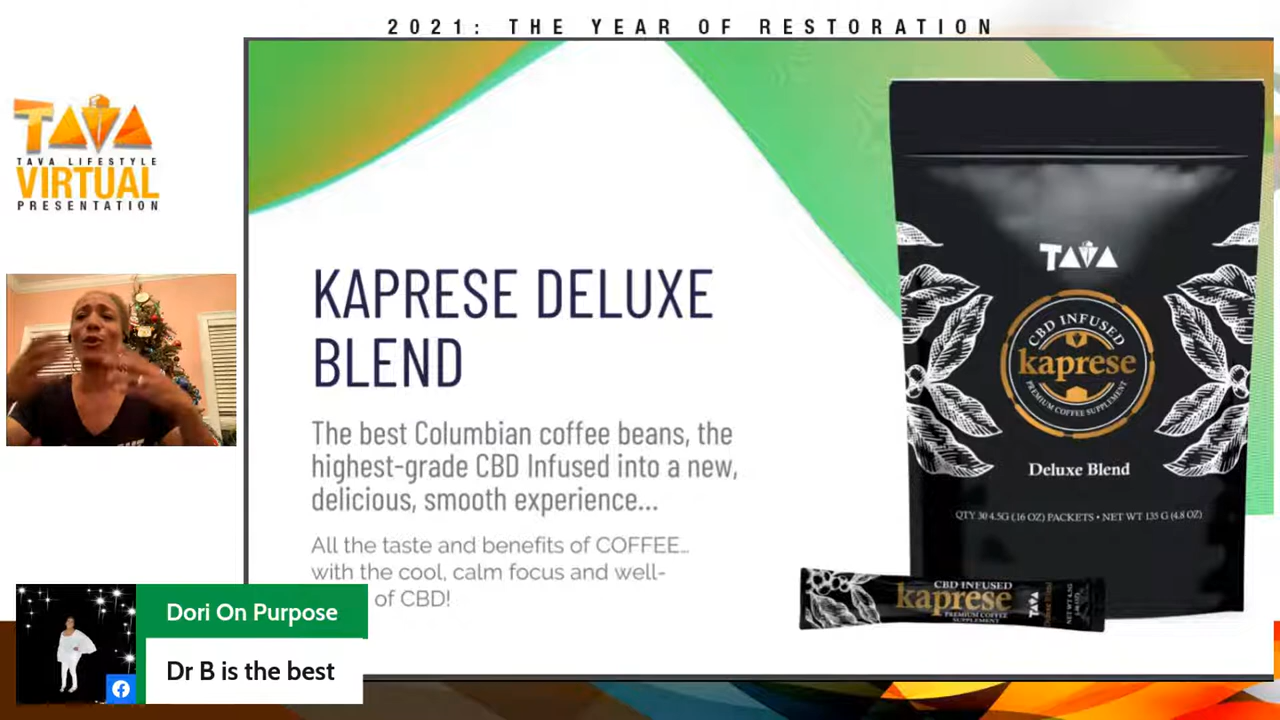 2021: THE YEAR OF RESTORATION
TAVA
TAVA LIFESTYLE
VIRTUAL
PRESENTATION
KAPRESE DELUXE
BLEND
The best Columbian coffee beans, the
highest-grade CBD Infused into a new,
delicious, smooth experience...
All the taste and benefits of COFFEE...
with the cool, calm focus and well-
of CBD!
TAVA
CBD INFUSED
kaprese
PREMIUM COFFEE SUPPLEMENT
Deluxe Blend
QTY 30 4.5G (.16 OZ) PACKETS • NET WT 135 G (4.8 OZ)
CBD INFUSED
kaprese
PREMIUM COFFEE
SUPPLEMENT
TAVA
Deluxe Blend
Dori On Purpose
Dr B is the best